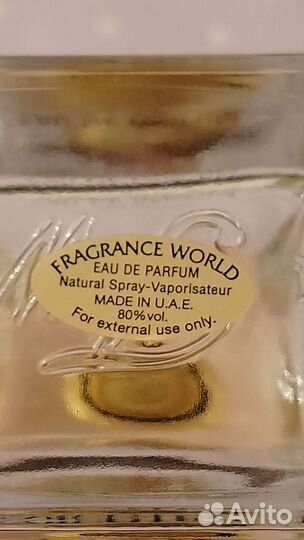 FRAGRANCE WORLD
EAU DE PARFUM
Natural Spray-Vaporisateur
MADE IN U.A.E.
80% vol.
For external use only.
Avito